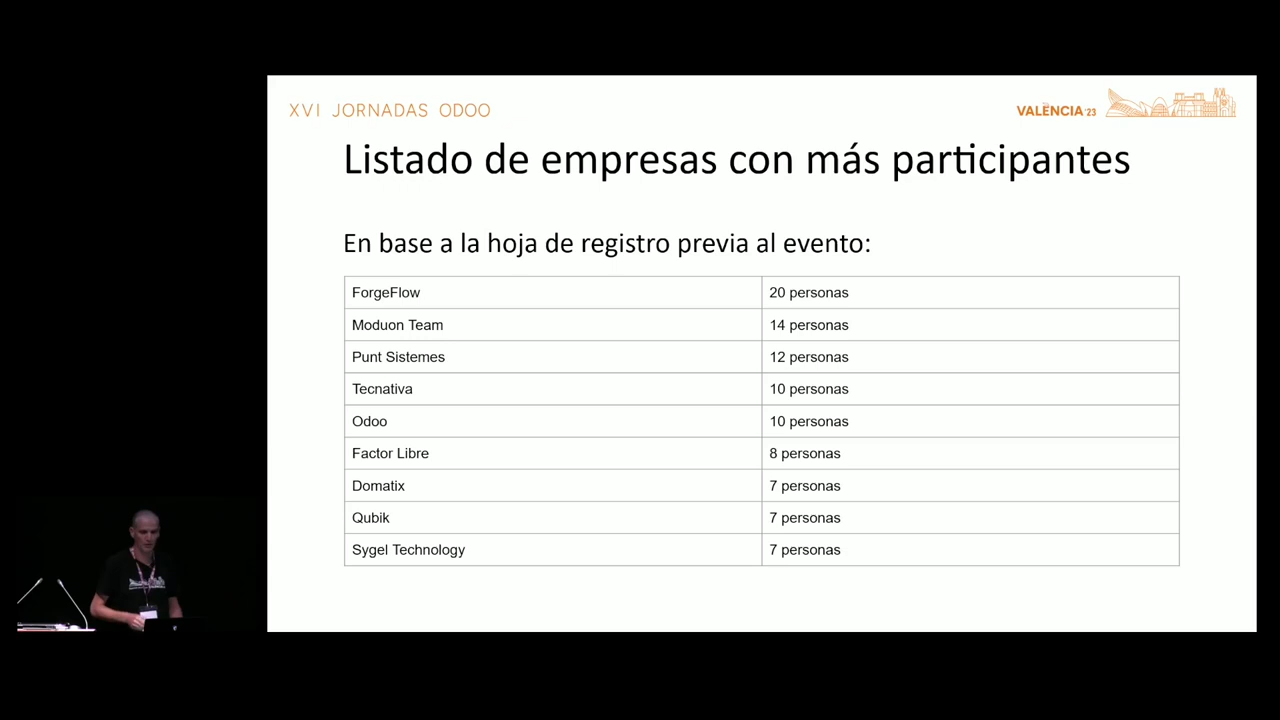 XVI JORNADAS ODOO
VALÈNCIA '23
Listado de empresas con más participantes
En base a la hoja de registro previa al evento:
ForgeFlow 20 personas
Moduon Team 14 personas
Punt Sistemes 12 personas
Tecnativa 10 personas
Odoo 10 personas
Factor Libre 8 personas
Domatix 7 personas
Qubik 7 personas
Sygel Technology 7 personas